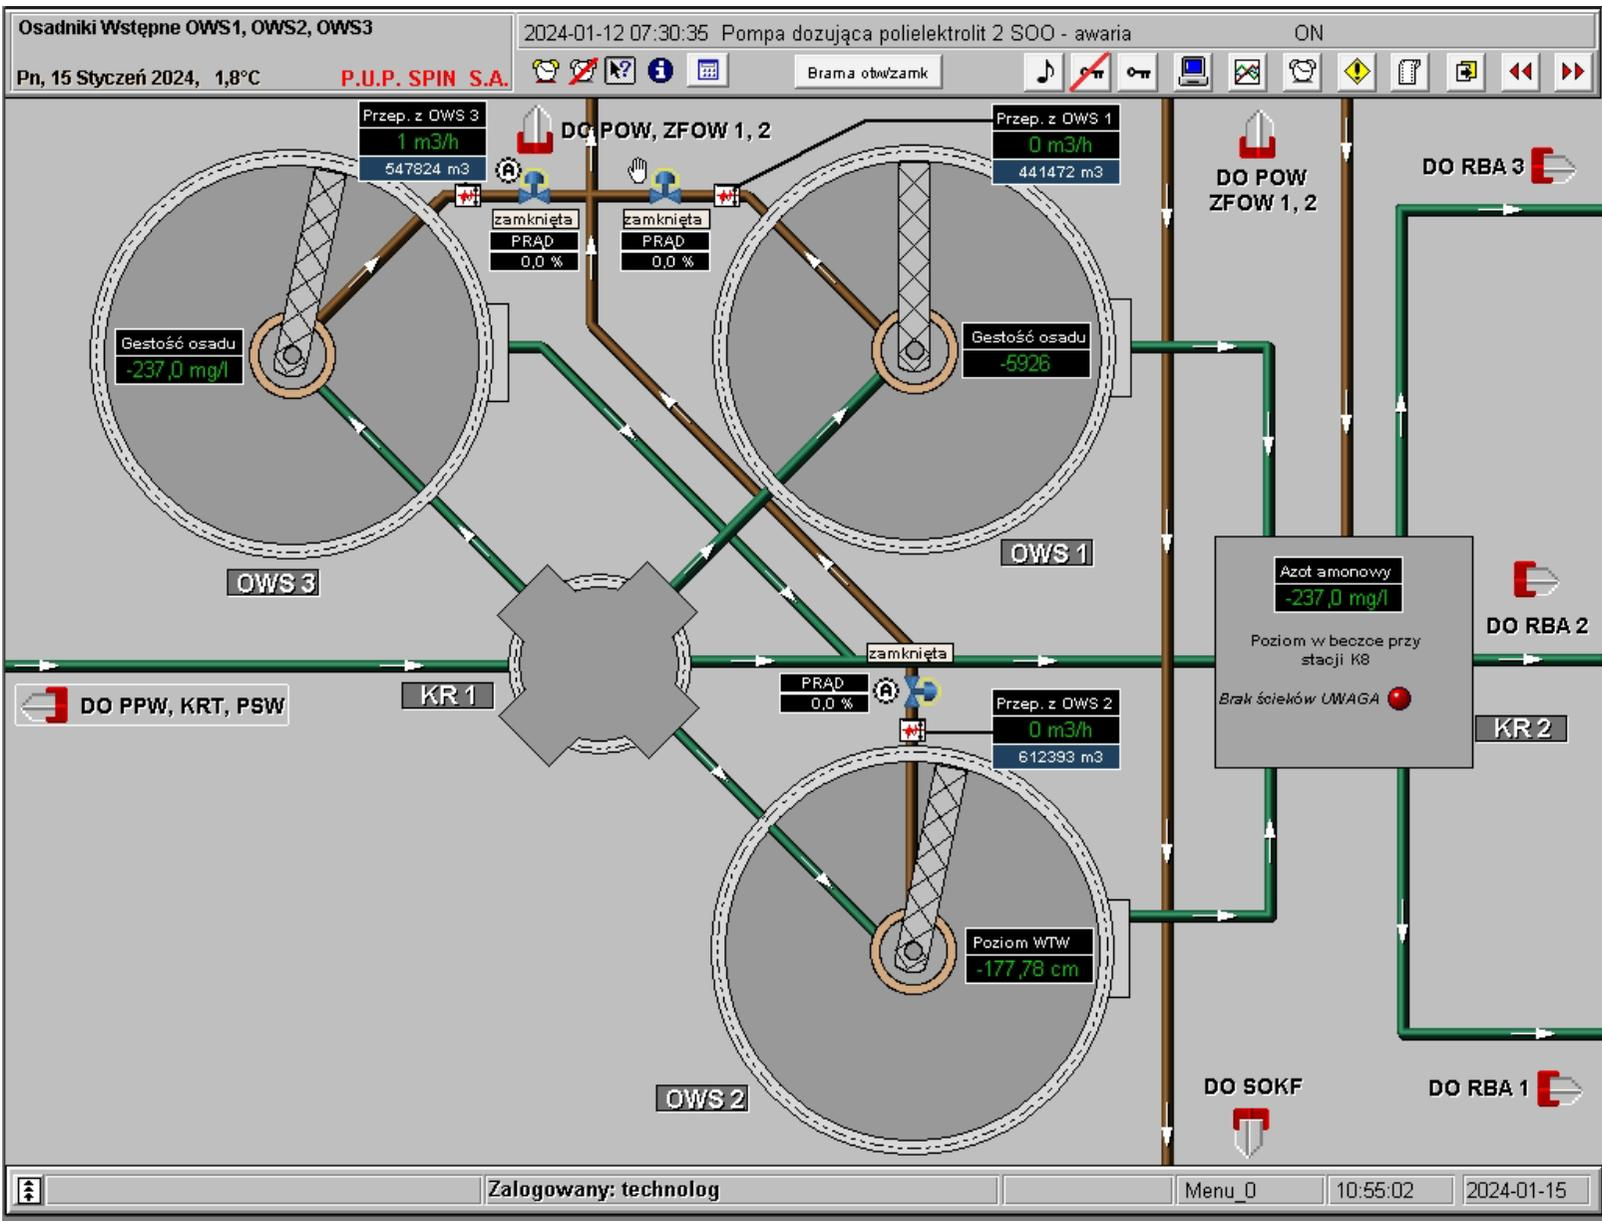 Osadniki Wstępne OWS1, OWS2, OWS3
2024-01-12 07:30:35 Pompa dozująca polielektrolit 2 SOO - awaria ON
Pn, 15 Styczeń 2024, 1,8°C P.U.P. SPIN S.A.
Brama otw/zamk
Przep. z OWS 3
1 m3/h
547824 m3
DO POW, ZFOW 1, 2
Przep. z OWS 1
0 m3/h
441472 m3
DO POW
ZFOW 1, 2
DO RBA 3
A
zamknięta
PRĄD
0,0 %
zamknięta
PRĄD
0,0 %
Gestość osadu
-237,0 mg/l
Gestość osadu
-5926
OWS 3
OWS 1
Azot amonowy
-237,0 mg/l
Poziom w beczce przy
stacji K8
Brak ścieków UWAGA
DO RBA 2
KR 2
DO PPW, KRT, PSW
KR 1
zamknięta
PRĄD
0,0 %
A
Przep. z OWS 2
0 m3/h
612393 m3
Poziom WTW
-177,78 cm
OWS 2
DO SOKF
DO RBA 1
Zalogowany: technolog
Menu_0
10:55:02
2024-01-15